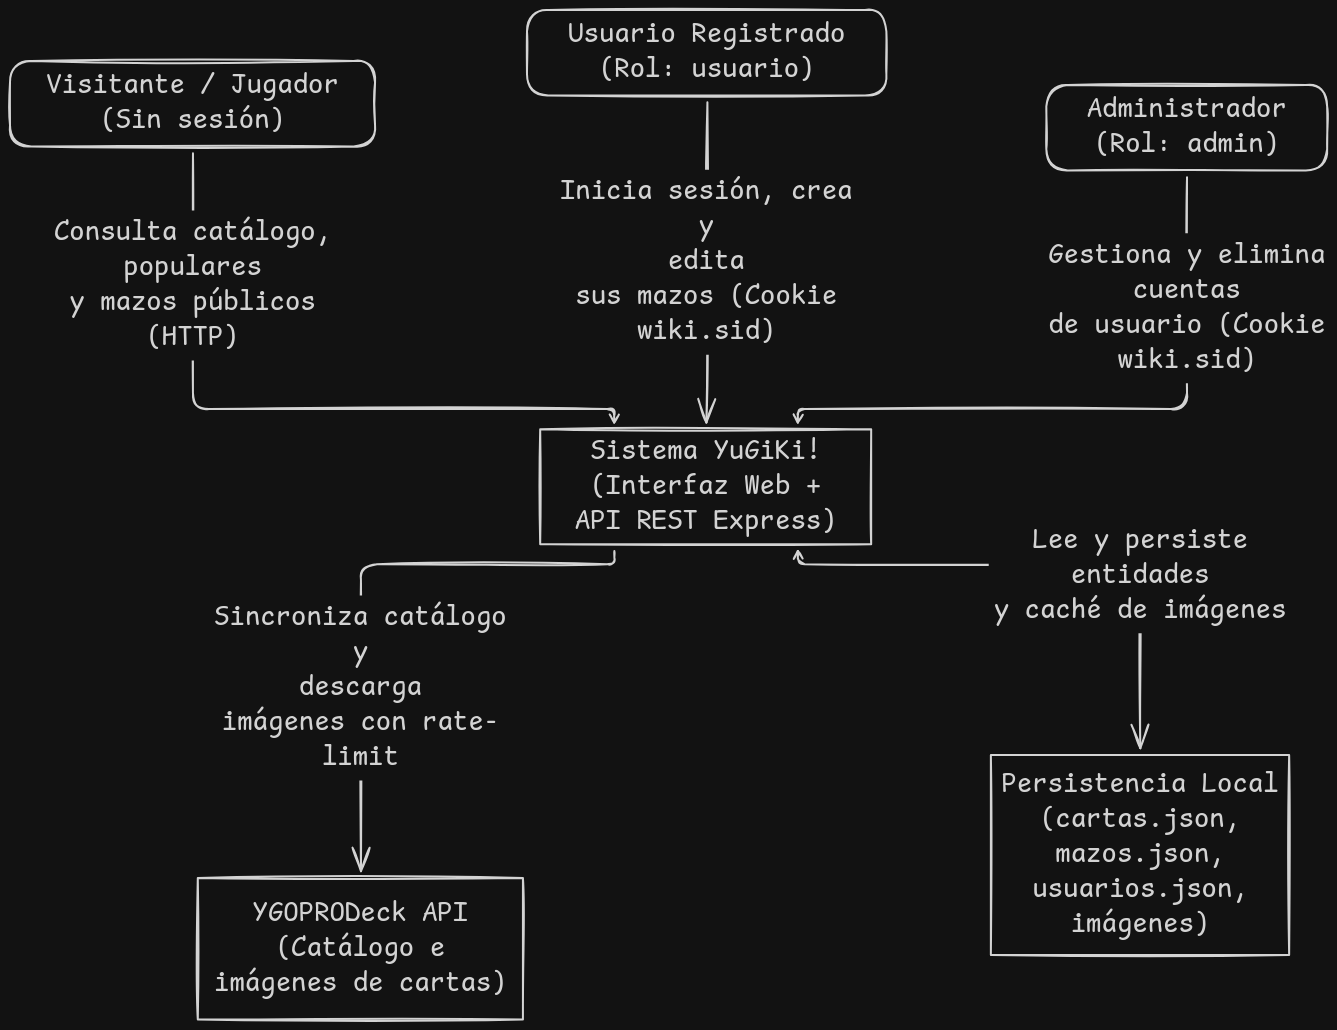 Usuario Registrado
(Rol: usuario)
Visitante / Jugador
(Sin sesión)
Administrador
(Rol: admin)
Inicia sesión, crea
y
edita
sus mazos (Cookie
wiki.sid)
Consulta catálogo,
populares
y mazos públicos
(HTTP)
Gestiona y elimina
cuentas
de usuario (Cookie
wiki.sid)
Sistema YuGiKi!
(Interfaz Web +
API REST Express)
Lee y persiste
entidades
y caché de imágenes
Sincroniza catálogo
y
descarga
imágenes con rate-
limit
Persistencia Local
(cartas.json,
mazos.json,
usuarios.json,
imágenes)
YGOPRODeck API
(Catálogo e
imágenes de cartas)